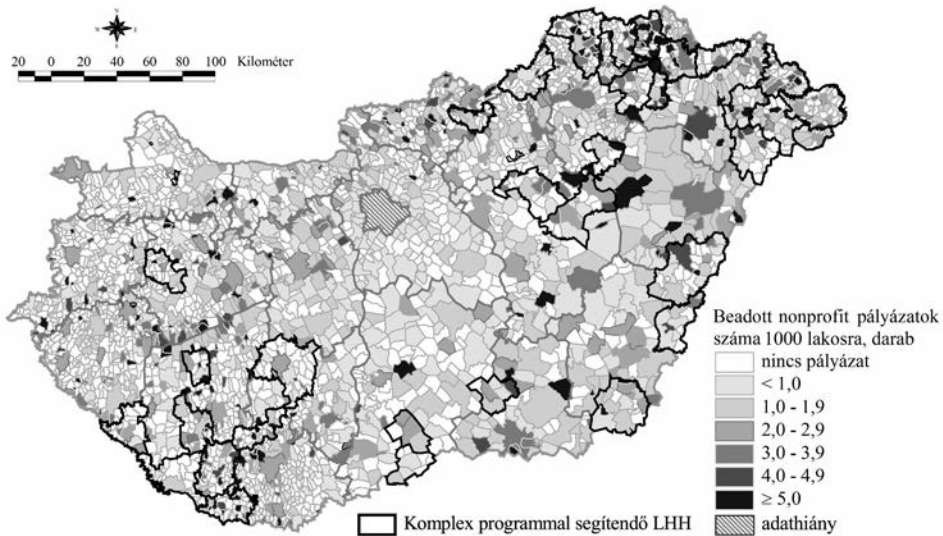 20 0 20 40 60 80 100 Kilométer
Beadott nonprofit pályázatok
száma 1000 lakosra, darab
nincs pályázat
< 1,0
1,0 - 1,9
2,0 - 2,9
3,0 - 3,9
4,0 - 4,9
≥ 5,0
Komplex programmal segítendő LHH
adathiány